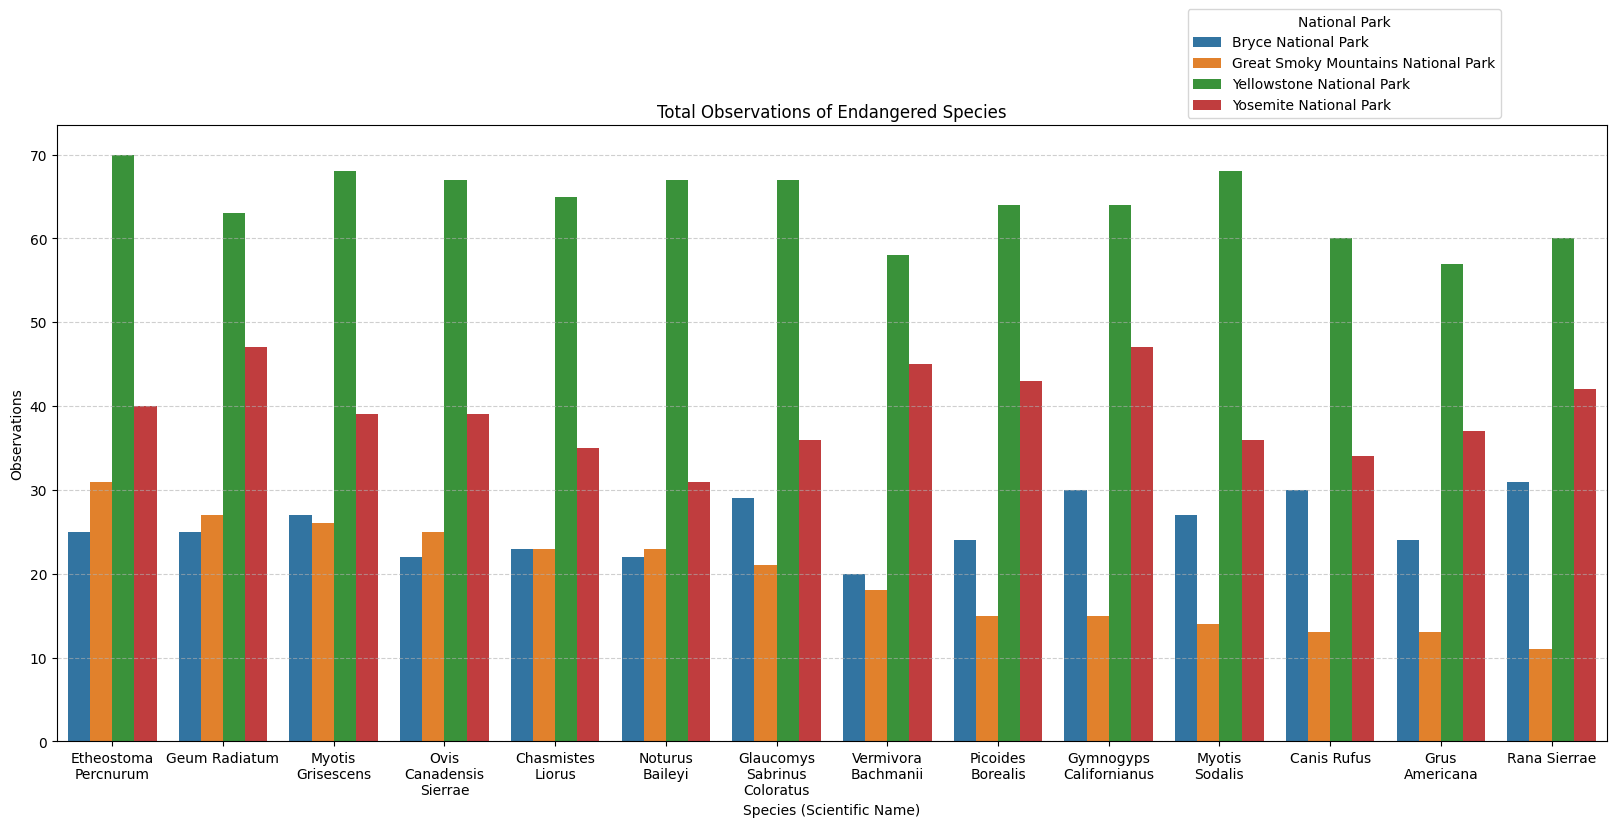 National Park
Bryce National Park
Great Smoky Mountains National Park
Yellowstone National Park
Yosemite National Park
Total Observations of Endangered Species
Observations
70
60
50
40
30
20
10
0
Etheostoma
Percnurum
Geum Radiatum
Myotis
Grisescens
Ovis
Canadensis
Sierrae
Chasmistes
Liorus
Noturus
Baileyi
Glaucomys
Sabrinus
Coloratus
Vermivora
Bachmanii
Picoides
Borealis
Gymnogyps
Californianus
Myotis
Sodalis
Canis Rufus
Grus
Americana
Rana Sierrae
Species (Scientific Name)